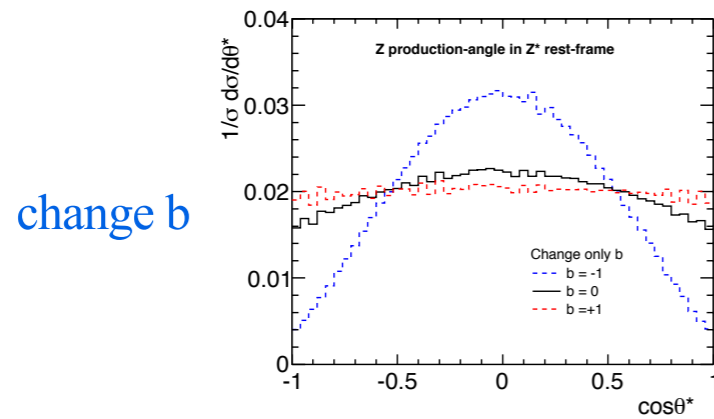 change b
Z production-angle in Z* rest-frame
1/σ dσ/dθ*
0.04
0.03
0.02
0.01
0
Change only b
b = -1
b = 0
b =+1
-1
-0.5
0
0.5
1
cosθ*